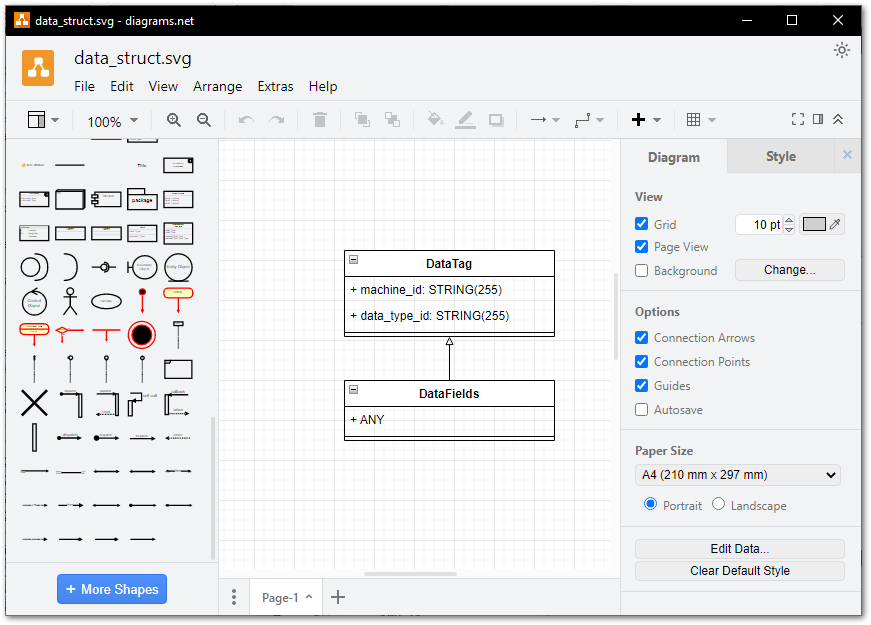 data_struct.svg - diagrams.net
data_struct.svg
File Edit View Arrange Extras Help
100%
Title
package
+ More Shapes
DataTag
+ machine_id: STRING(255)
+ data_type_id: STRING(255)
DataFields
+ ANY
Page-1
Diagram Style
View
Grid 10 pt
Page View
Background Change...
Options
Connection Arrows
Connection Points
Guides
Autosave
Paper Size
A4 (210 mm x 297 mm)
Portrait Landscape
Edit Data...
Clear Default Style